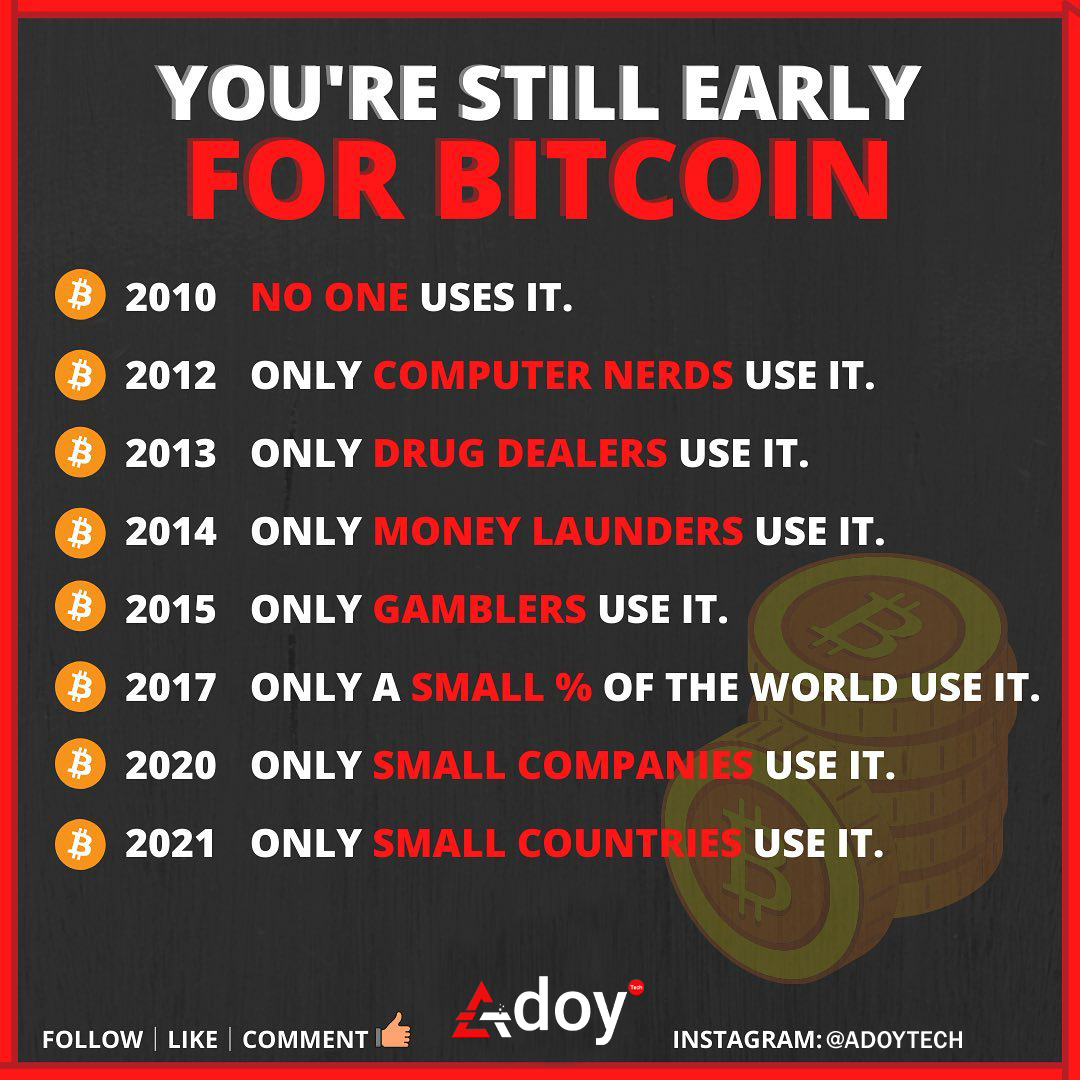 YOU'RE STILL EARLY
FOR BITCOIN
2010 NO ONE USES IT.
2012 ONLY COMPUTER NERDS USE IT.
2013 ONLY DRUG DEALERS USE IT.
2014 ONLY MONEY LAUNDERS USE IT.
2015 ONLY GAMBLERS USE IT.
2017 ONLY A SMALL % OF THE WORLD USE IT.
2020 ONLY SMALL COMPANIES USE IT.
2021 ONLY SMALL COUNTRIES USE IT.
Adoy Tech
FOLLOW | LIKE | COMMENT
INSTAGRAM: @ADOYTECH